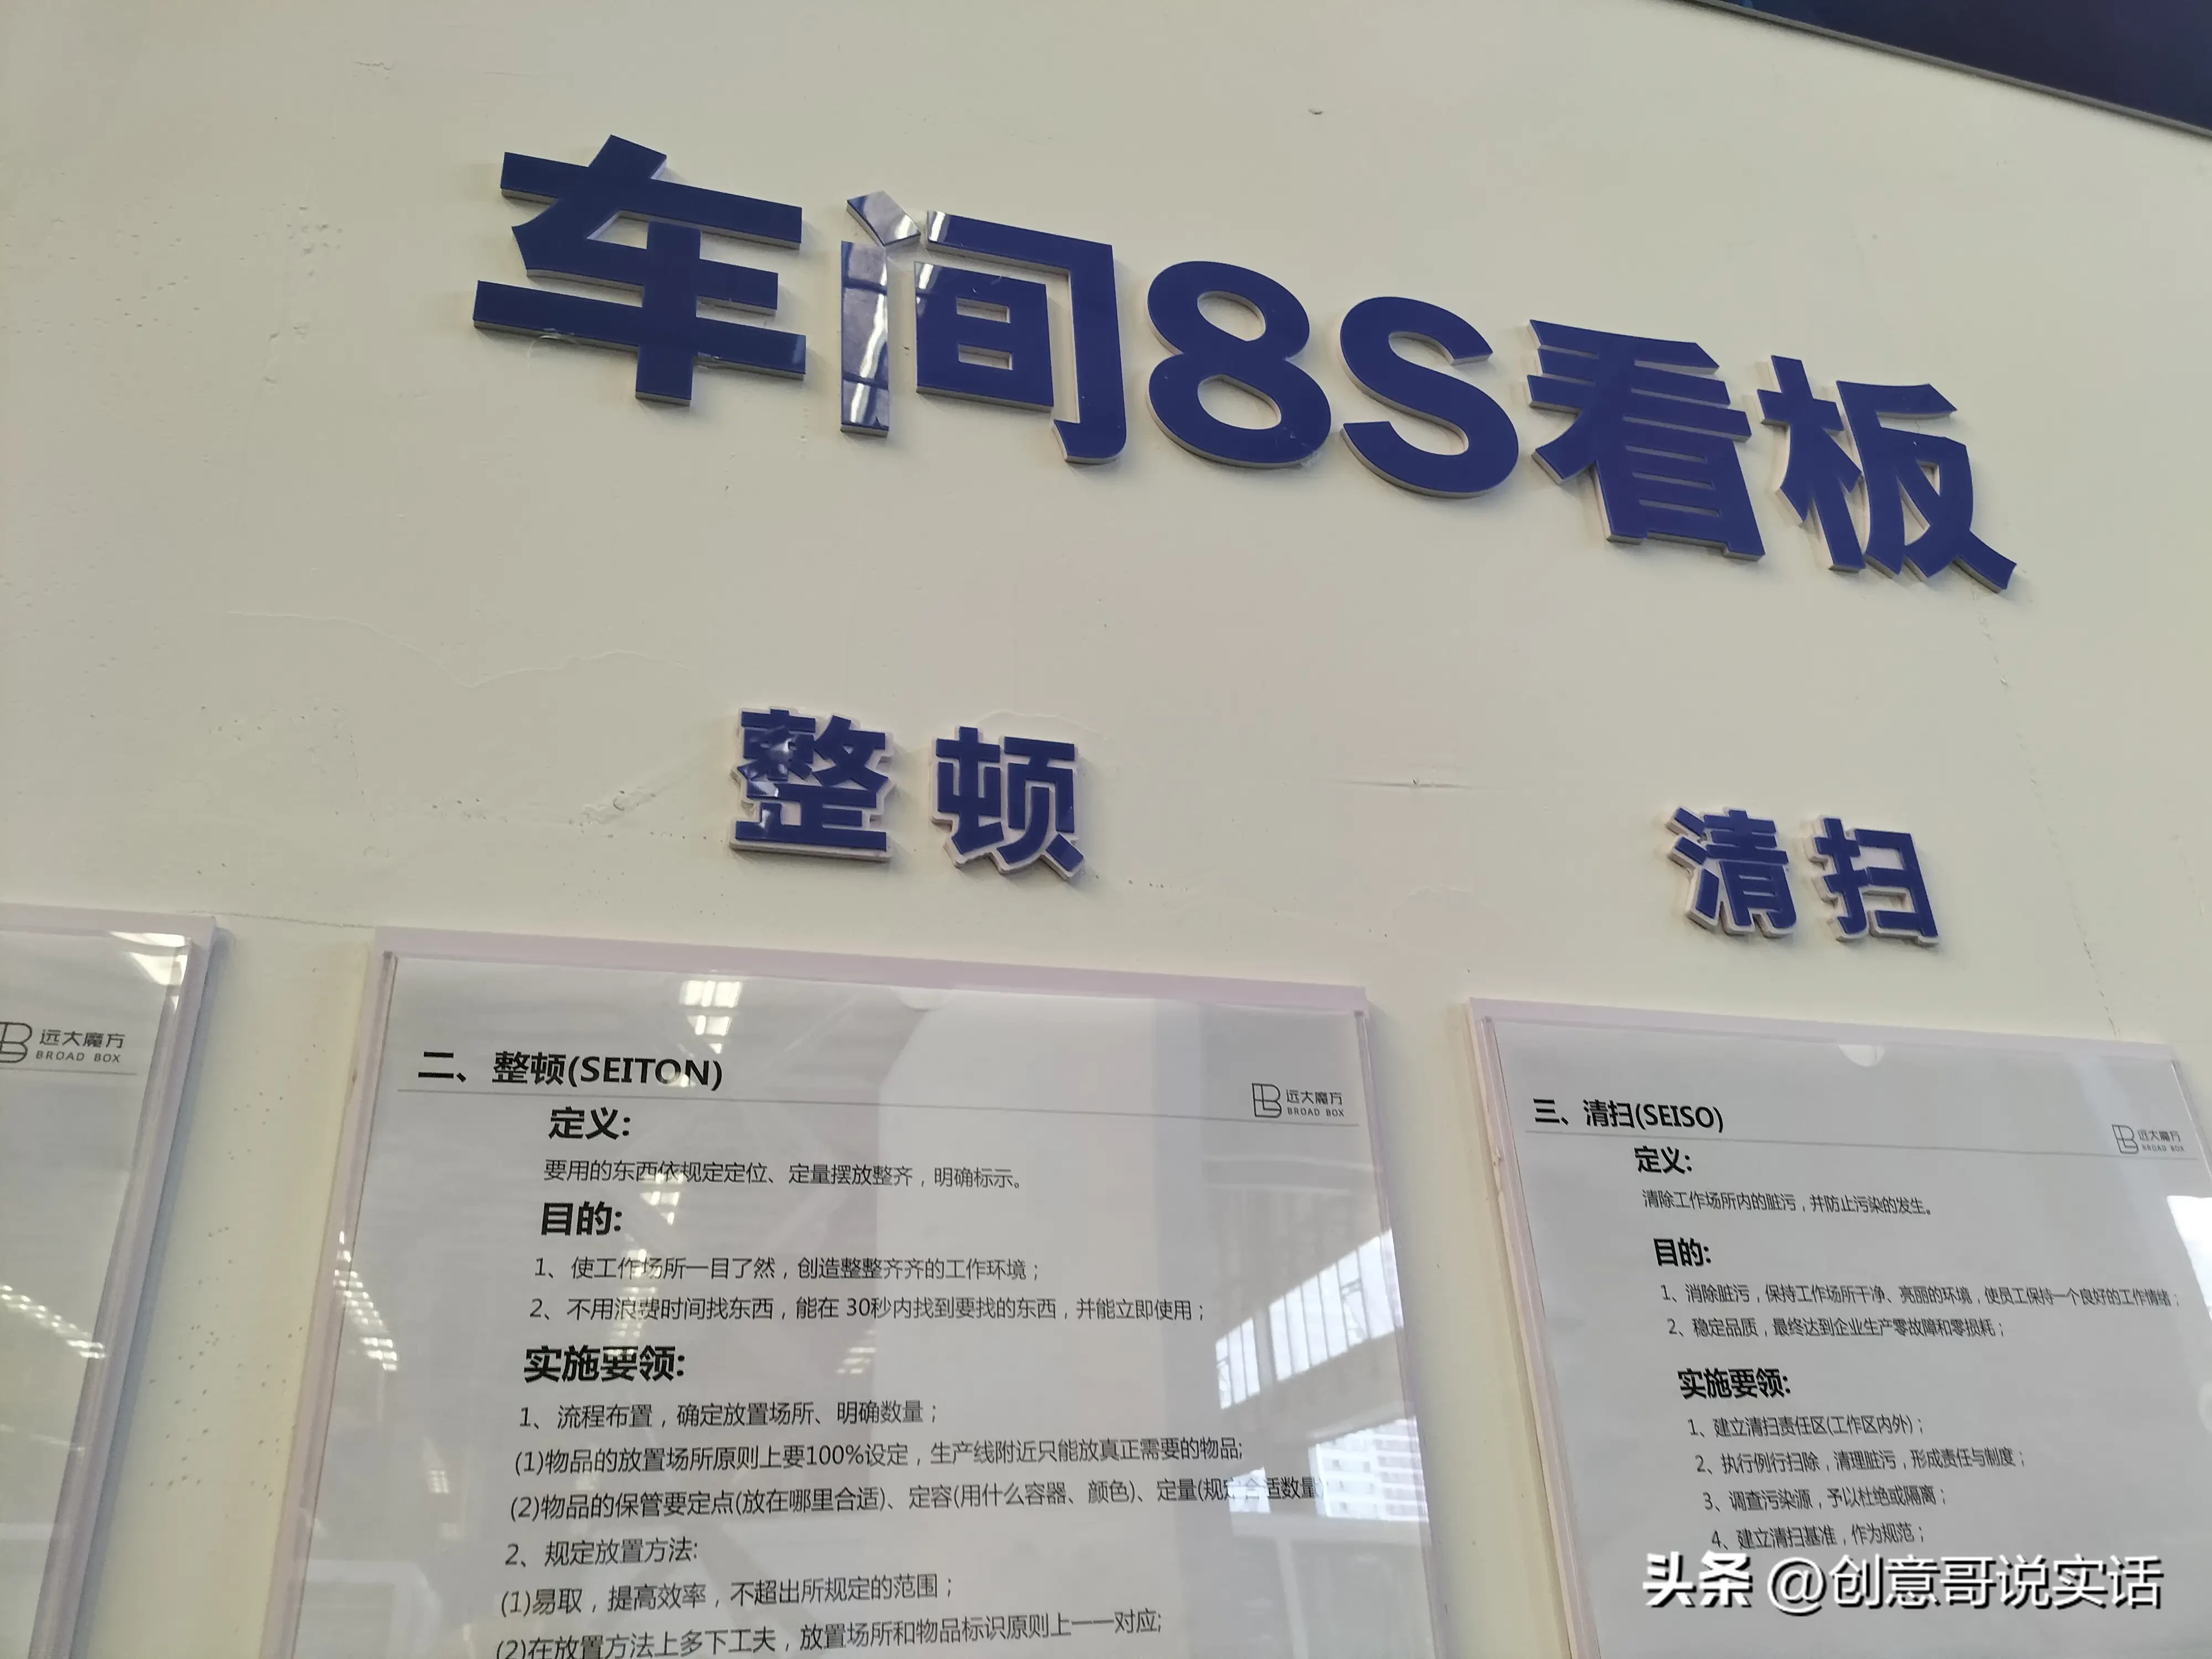 车间8S看板
整顿
清扫
远大魔方
BROAD BOX
二、整顿(SEITON)
远大魔方
BROAD BOX
定义:
要用的东西依规定定位、定量摆放整齐，明确标示。
目的:
1、使工作场所一目了然，创造整整齐齐的工作环境；
2、不用浪费时间找东西，能在 30秒内找到要找的东西，并能立即使用；
实施要领:
1、流程布置，确定放置场所、明确数量；
(1)物品的放置场所原则上要100%设定，生产线附近只能放真正需要的物品;
(2)物品的保管要定点(放在哪里合适)、定容(用什么容器、颜色)、定量(规定合适数量)
2、规定放置方法:
(1)易取，提高效率，不超出所规定的范围；
(2)在放置方法上多下工夫，放置场所和物品标识原则上一一对应;
三、清扫(SEISO)
远大魔方
BROAD BOX
定义:
清除工作场所内的脏污，并防止污染的发生。
目的:
1、消除脏污，保持工作场所干净、亮丽的环境，使员工保持一个良好的工作情绪；
2、稳定品质，最终达到企业生产零故障和零损耗；
实施要领:
1、建立清扫责任区(工作区内外)；
2、执行例行扫除，清理脏污，形成责任与制度；
3、调查污染源，予以杜绝或隔离；
4、建立清扫基准，作为规范；
头条 @创意哥说实话